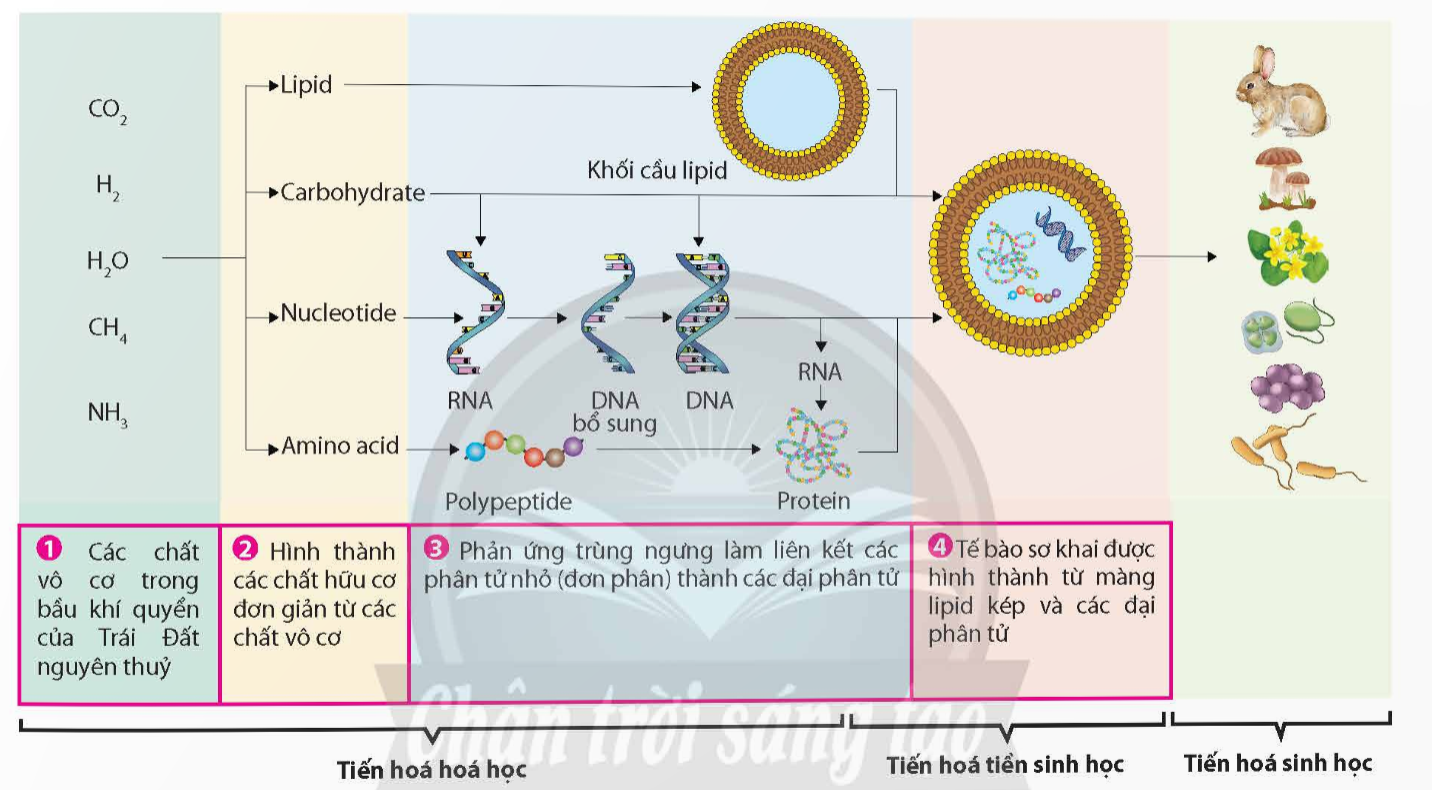 CO₂
H₂
H₂O
CH₄
NH₃
Lipid
Carbohydrate
Nucleotide
Amino acid
Khối cầu lipid
RNA
DNA
bổ sung
DNA
RNA
Polypeptide
Protein
1 Các chất
vô cơ trong
bầu khí quyển
của Trái Đất
nguyên thuỷ
2 Hình thành
các chất hữu cơ
đơn giản từ các
chất vô cơ
3 Phản ứng trùng ngưng làm liên kết các
phân tử nhỏ (đơn phân) thành các đại phân tử
4 Tế bào sơ khai được
hình thành từ màng
lipid kép và các đại
phân tử
Chân trời sáng tạo
Tiến hoá hoá học
Tiến hoá tiền sinh học
Tiến hoá sinh học